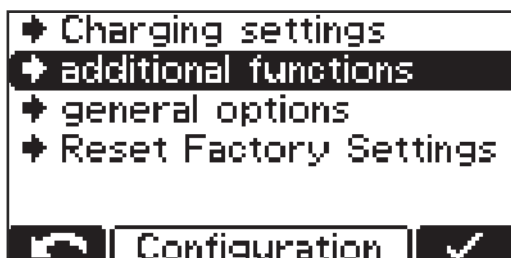 Charging settings
additional functions
general options
Reset Factory Settings
Configuration